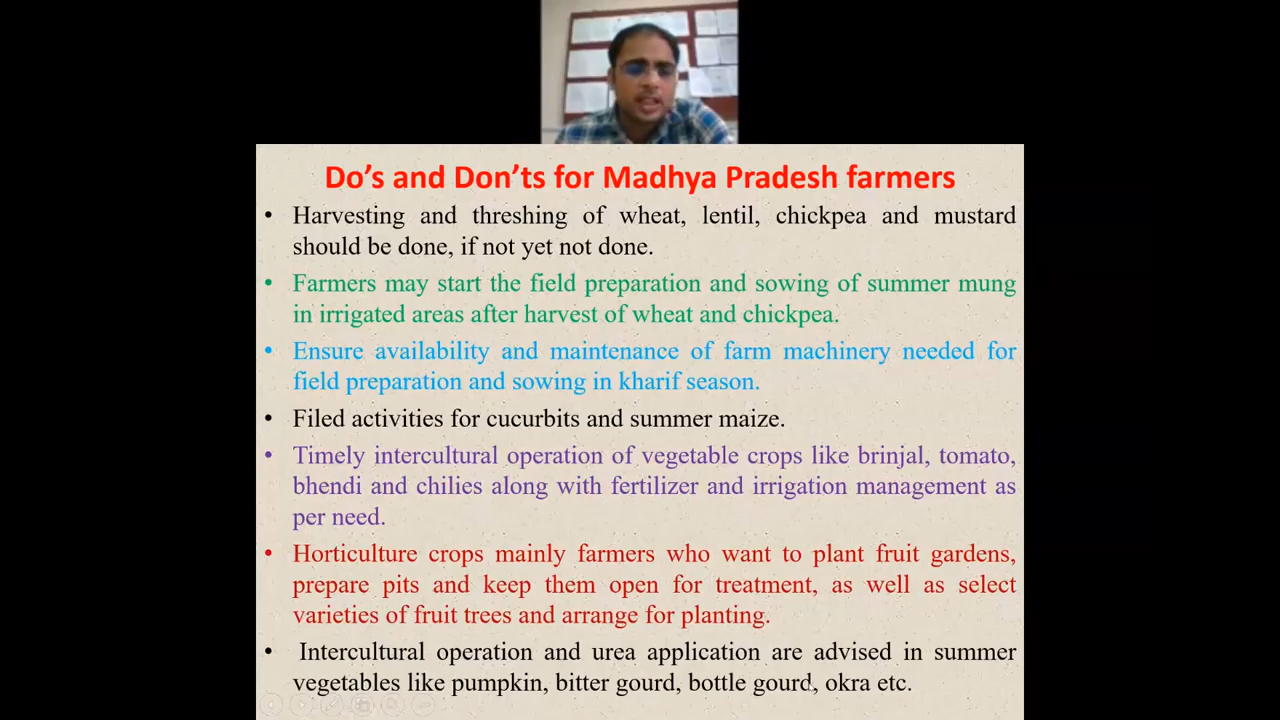 Do's and Don'ts for Madhya Pradesh farmers
• Harvesting and threshing of wheat, lentil, chickpea and mustard
should be done, if not yet not done.
• Farmers may start the field preparation and sowing of summer mung
in irrigated areas after harvest of wheat and chickpea.
• Ensure availability and maintenance of farm machinery needed for
field preparation and sowing in kharif season.
• Filed activities for cucurbits and summer maize.
• Timely intercultural operation of vegetable crops like brinjal, tomato,
bhendi and chilies along with fertilizer and irrigation management as
per need.
• Horticulture crops mainly farmers who want to plant fruit gardens,
prepare pits and keep them open for treatment, as well as select
varieties of fruit trees and arrange for planting.
• Intercultural operation and urea application are advised in summer
vegetables like pumpkin, bitter gourd, bottle gourd, okra etc.